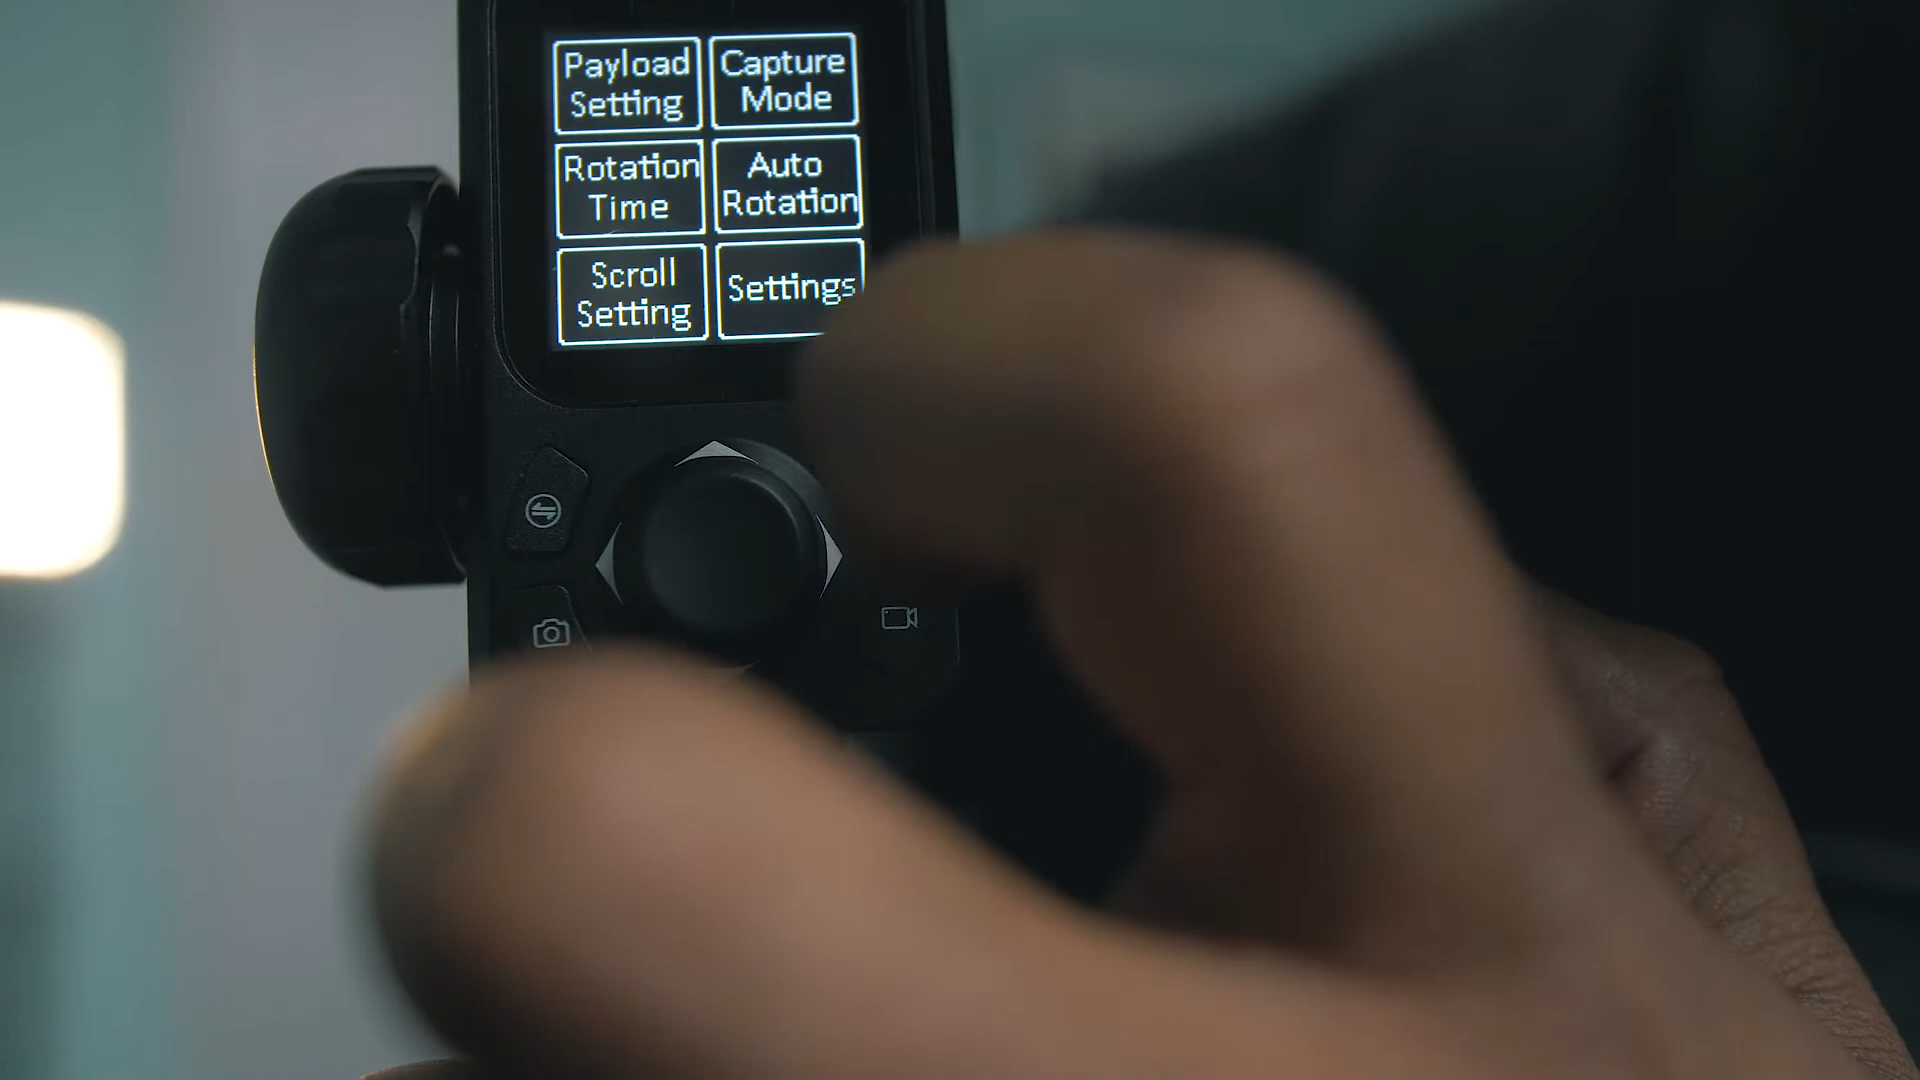 Payload
Setting
Capture
Mode
Rotation
Time
Auto
Rotation
Scroll
Setting
Settings